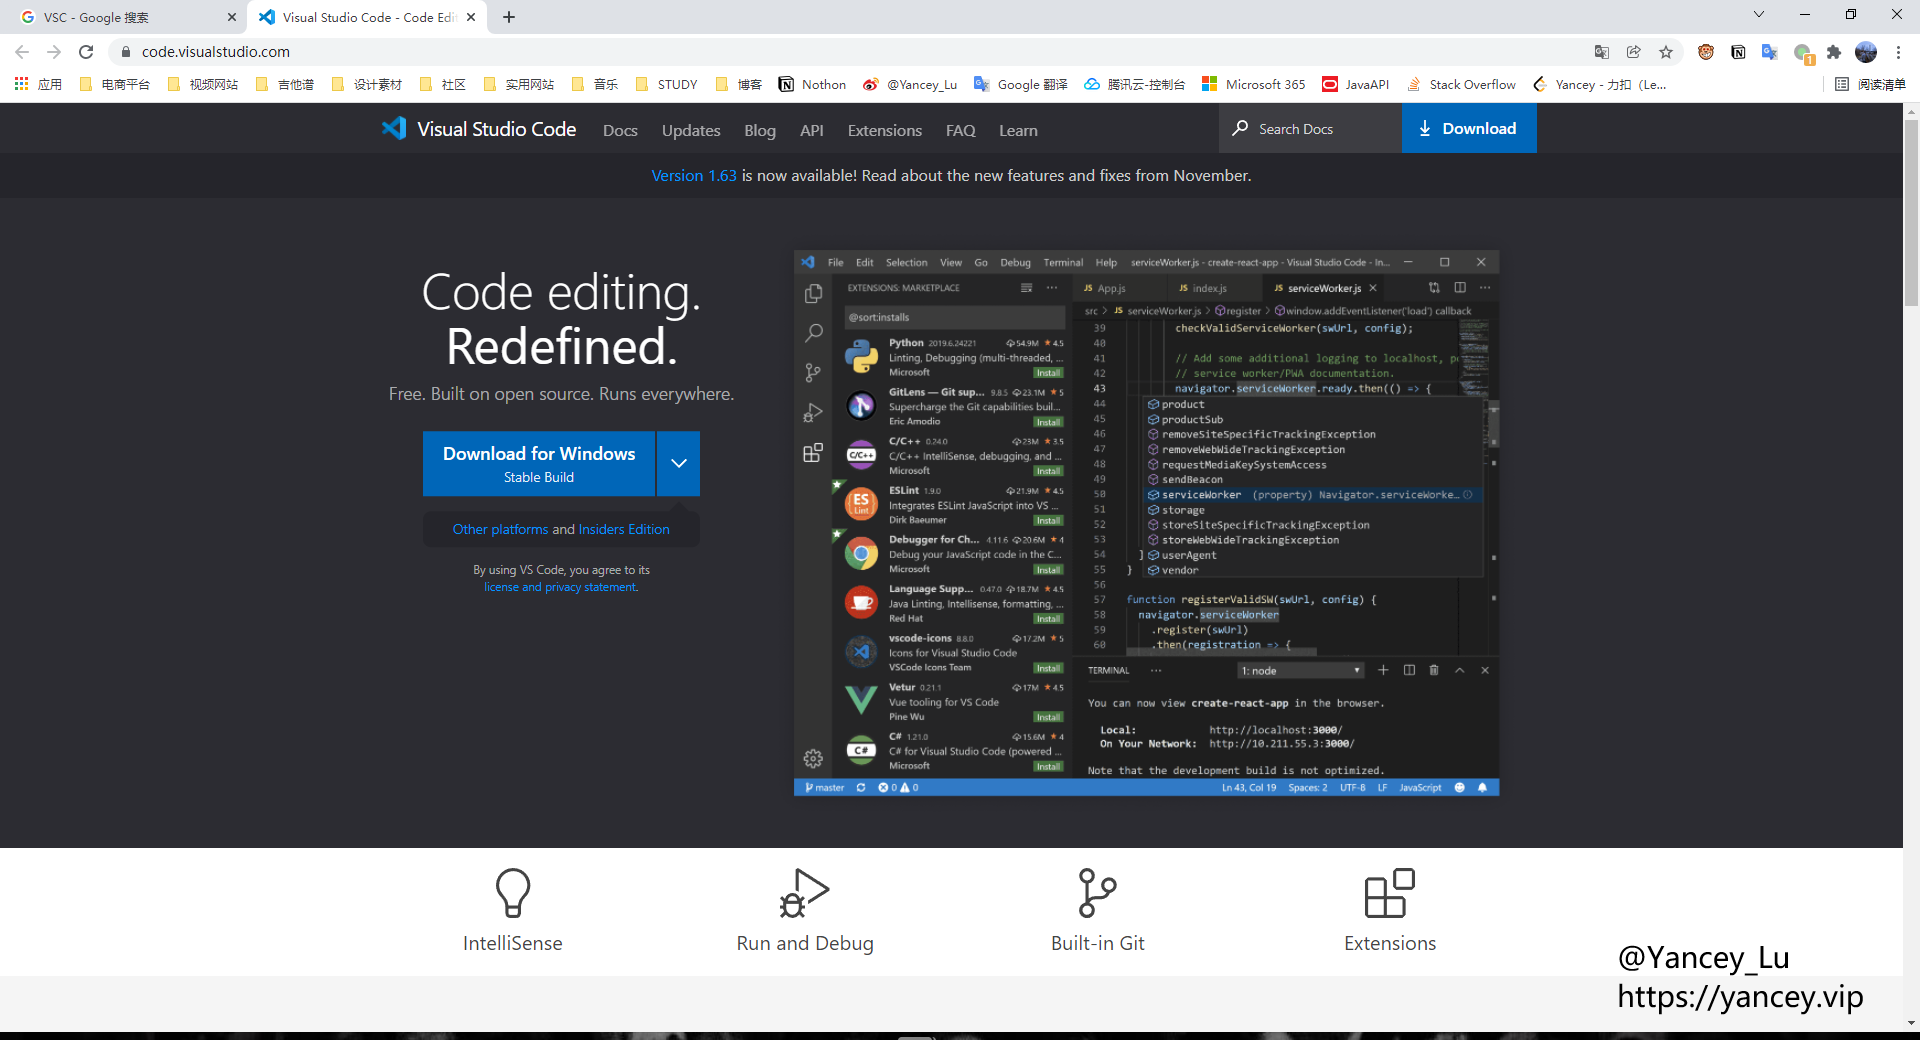 VSC - Google 搜索
Visual Studio Code - Code Edi
code.visualstudio.com
应用 电商平台 视频网站 吉他谱 设计素材 社区 实用网站 音乐 STUDY 博客 Nothon @Yancey_Lu Google 翻译 腾讯云-控制台 Microsoft 365 JavaAPI Stack Overflow Yancey - 力扣（Le... 阅读清单
Visual Studio Code Docs Updates Blog API Extensions FAQ Learn Search Docs Download
Version 1.63 is now available! Read about the new features and fixes from November.
Code editing.
Redefined.
Free. Built on open source. Runs everywhere.
Download for Windows
Stable Build
Other platforms and Insiders Edition
By using VS Code, you agree to its
license and privacy statement.
File Edit Selection View Go Debug Terminal Help serviceWorker.js - create-react-app - Visual Studio Code - In...
EXTENSIONS: MARKETPLACE
@sort:installs
Python 2019.6.24221 54.9M 4.5
Linting, Debugging (multi-threaded, ...
Microsoft Install
GitLens — Git sup... 9.8.5 23.1M 5
Supercharge the Git capabilities buil...
Eric Amodio Install
C/C++
C/C++ 0.24.0 23M 3.5
C/C++ IntelliSense, debugging, and ...
Microsoft Install
ES
Lint
ESLint 1.9.0 21.9M 4.5
Integrates ESLint JavaScript into VS ...
Dirk Baeumer Install
Debugger for Ch... 4.11.6 20.6M 4
Debug your JavaScript code in the C...
Microsoft Install
Language Supp... 0.47.0 18.7M 4.5
Java Linting, Intellisense, formatting, ...
Red Hat Install
vscode-icons 8.8.0 17.2M 5
Icons for Visual Studio Code
VSCode Icons Team Install
Vetur 0.21.1 17M 4.5
Vue tooling for VS Code
Pine Wu Install
C#
C# 1.21.0 15.6M 4
C# for Visual Studio Code (powered ...
Microsoft Install
JS App.js JS index.js JS serviceWorker.js
src > JS serviceWorker.js > register > window.addEventListener('load') callback
39 checkValidServiceWorker(swUrl, config);
40
41 // Add some additional logging to localhost, p
42 // service worker/PWA documentation.
43 navigator.serviceWorker.ready.then(() => {
44 product
45 productSub
46 removeSiteSpecificTrackingException
47 removeWebWideTrackingException
48 requestMediaKeySystemAccess
49 sendBeacon
50 serviceWorker (property) Navigator.serviceWorke...
51 storage
52 storeSiteSpecificTrackingException
53 storeWebWideTrackingException
54 ] userAgent
55 } vendor
56
57 function registerValidSW(swUrl, config) {
58 navigator.serviceWorker
59 .register(swUrl)
60 .then(registration => {
TERMINAL ... 1: node
You can now view create-react-app in the browser.
Local: http://localhost:3000/
On Your Network: http://10.211.55.3:3000/
Note that the development build is not optimized.
master 0 0 Ln 43, Col 19 Spaces: 2 UTF-8 LF JavaScript
IntelliSense Run and Debug Built-in Git Extensions
@Yancey_Lu
https://yancey.vip